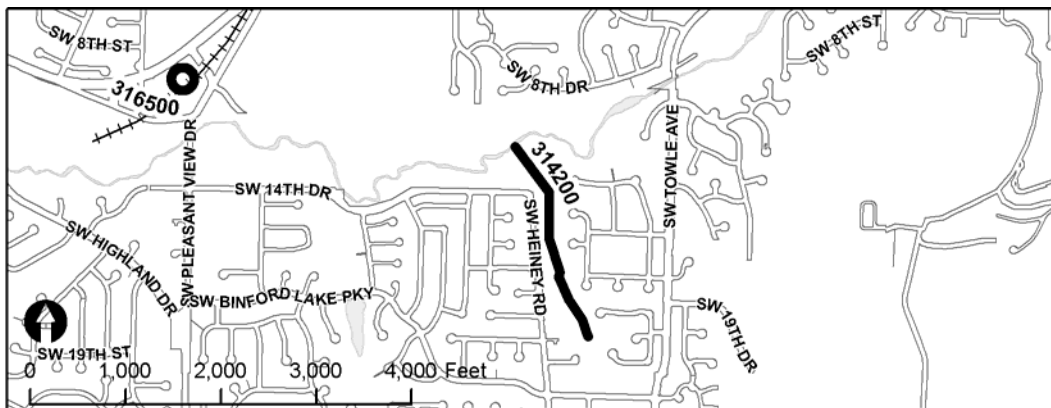 SW 8TH ST
316500
SW 8TH DR
SW 8TH ST
SW PLEASANT VIEW DR
SW 14TH DR
314200
SW TOWLE AVE
SW HEINEY RD
SW HIGHLAND DR
SW BINFORD LAKE PKY
SW 19TH DR
SW 19TH ST
0 1,000 2,000 3,000 4,000 Feet